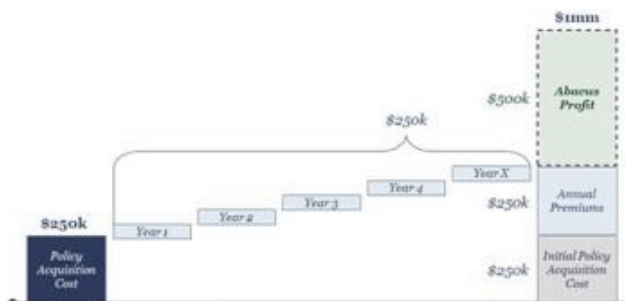 $1mm
$500k
Abacus
Profit
$250k
Year X
Year 4
Year 3
Year 2
Year 1
$250k
Annual
Premiums
$250k
Policy
Acquisition
Cost
$250k
Initial Policy
Acquisition
Cost